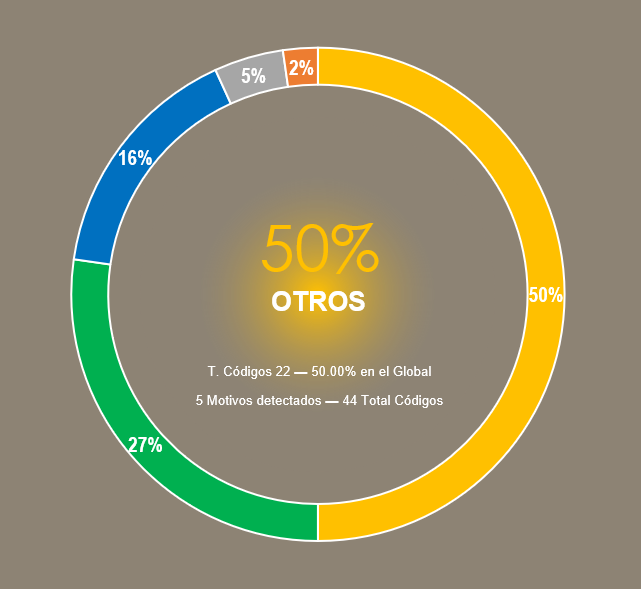 5%
2%
16%
50%
OTROS
50%
T. Códigos 22 — 50.00% en el Global
5 Motivos detectados — 44 Total Códigos
27%